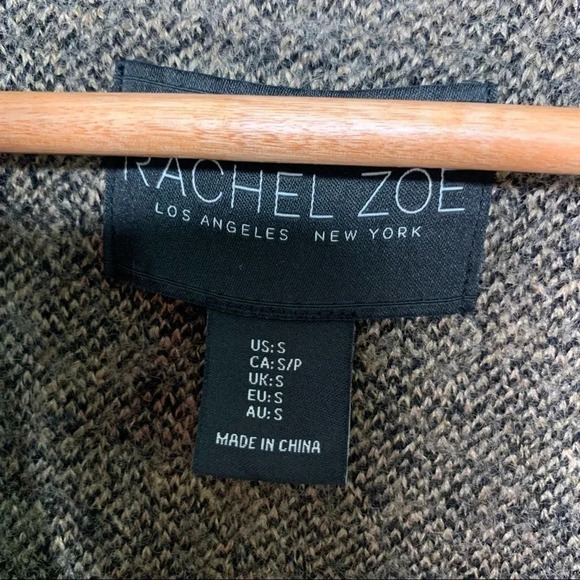 RACHEL ZOE
LOS ANGELES NEW YORK
US: S
CA: S/P
UK: S
EU: S
AU: S
MADE IN CHINA